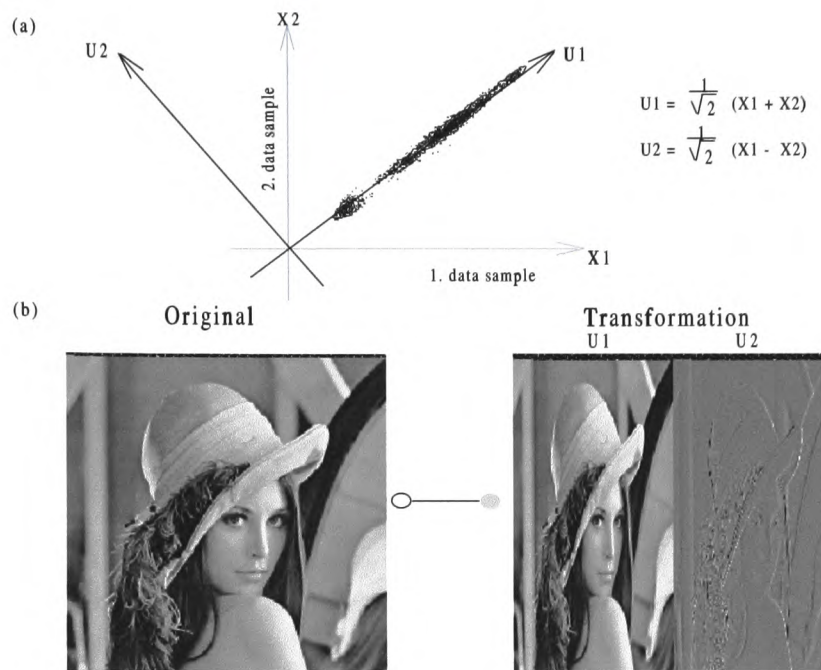 (a)
X2
U2
U1
2. data sample
U1 = 1/√2 (X1 + X2)
U2 = 1/√2 (X1 - X2)
X1
1. data sample
(b)
Original
Transformation
U1 U2